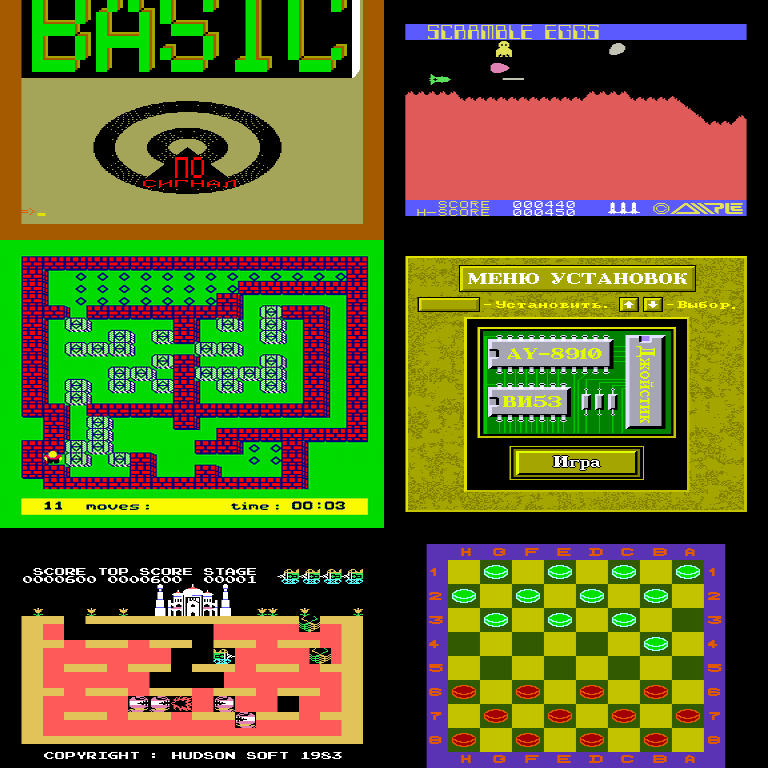 BASIC
ПО
СИГНАЛ
=>_
SCRAMBLE EGGS
SCORE 000440
H-SCORE 000450
© AMPLE
11 moves: time: 00:03
МЕНЮ УСТАНОВОК
-Установить. -Выбор.
AY-8910
ВИ53
Джойстик
Игра
SCORE TOP SCORE STAGE
0000600 0000600 00001
COPYRIGHT : HUDSON SOFT 1983
H G F E D C B A
1 1
2 2
3 3
4 4
5 5
6 6
7 7
8 8
H G F E D C B A